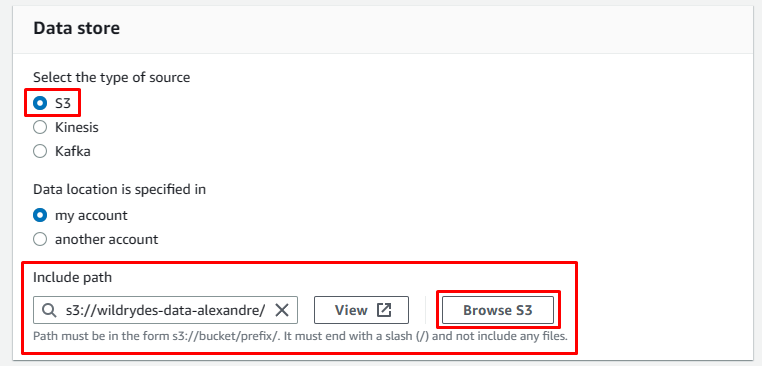 Data store
Select the type of source
S3
Kinesis
Kafka
Data location is specified in
my account
another account
Include path
s3://wildrydes-data-alexandre/ View Browse S3
Path must be in the form s3://bucket/prefix/. It must end with a slash (/) and not include any files.